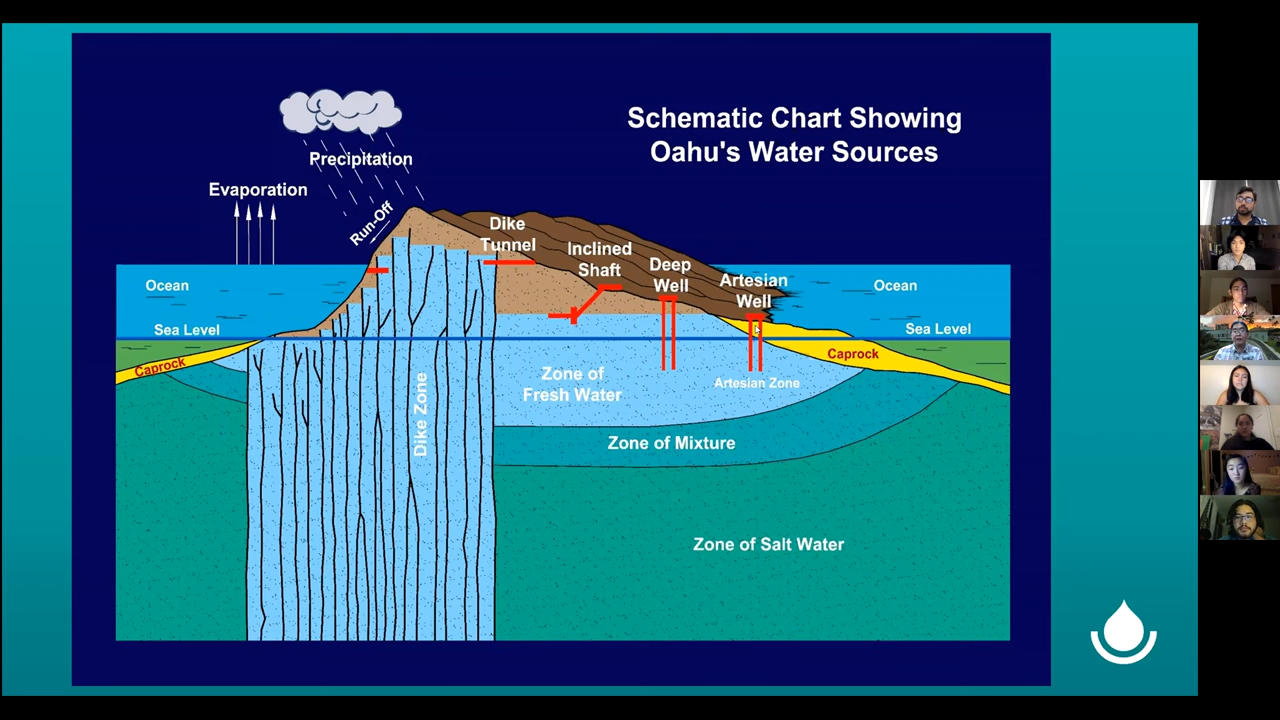 Schematic Chart Showing
Oahu's Water Sources
Precipitation
Evaporation
Run-Off
Dike
Tunnel
Inclined
Shaft
Deep
Well
Artesian
Well
Ocean
Ocean
Sea Level
Sea Level
Caprock
Caprock
Zone of
Fresh Water
Artesian Zone
Dike Zone
Zone of Mixture
Zone of Salt Water